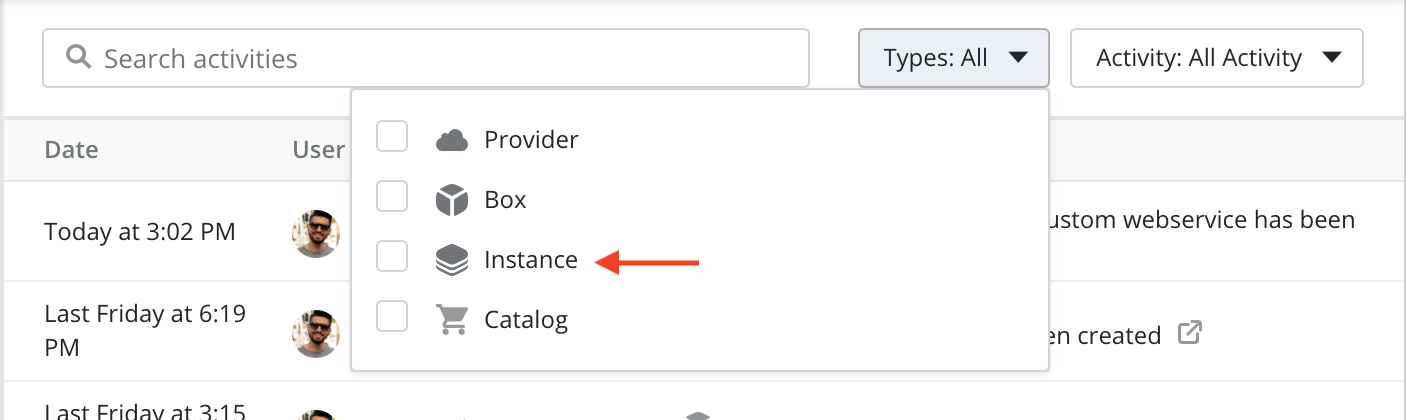 Search activities
Types: All
Activity: All Activity
Date
User
Provider
Box
Instance
Catalog
Today at 3:02 PM
ustom webservice has been
Last Friday at 6:19
PM
en created
Last Friday at 3:15